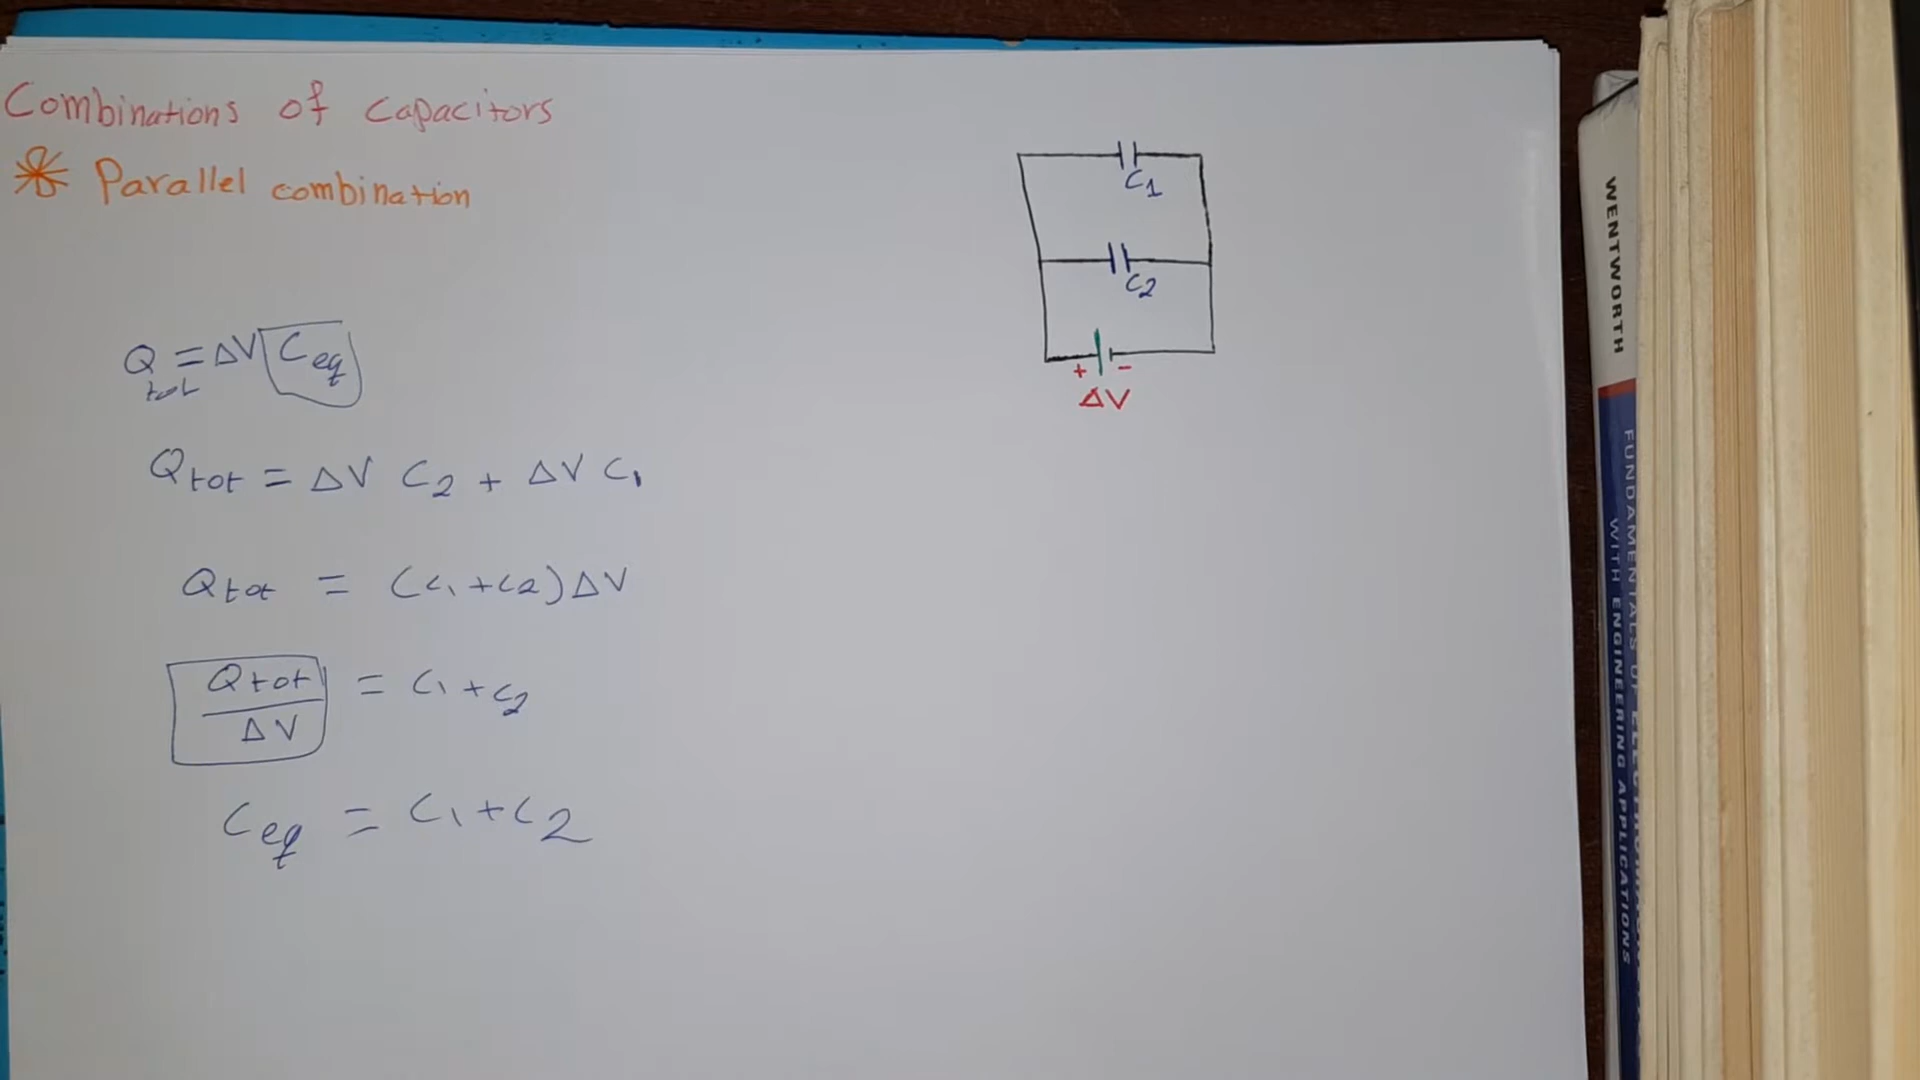 Combinations of capacitors
* Parallel combination
Q tot = ΔV Ceq
Qtot = ΔV C2 + ΔV C1
Qtot = (C1 + C2) ΔV
Qtot / ΔV = C1 + C2
Ceq = C1 + C2
C1
C2
+ -
ΔV
WENTWORTH
FUNDAMENTALS OF
WITH ENGINEERING APPLICATIONS